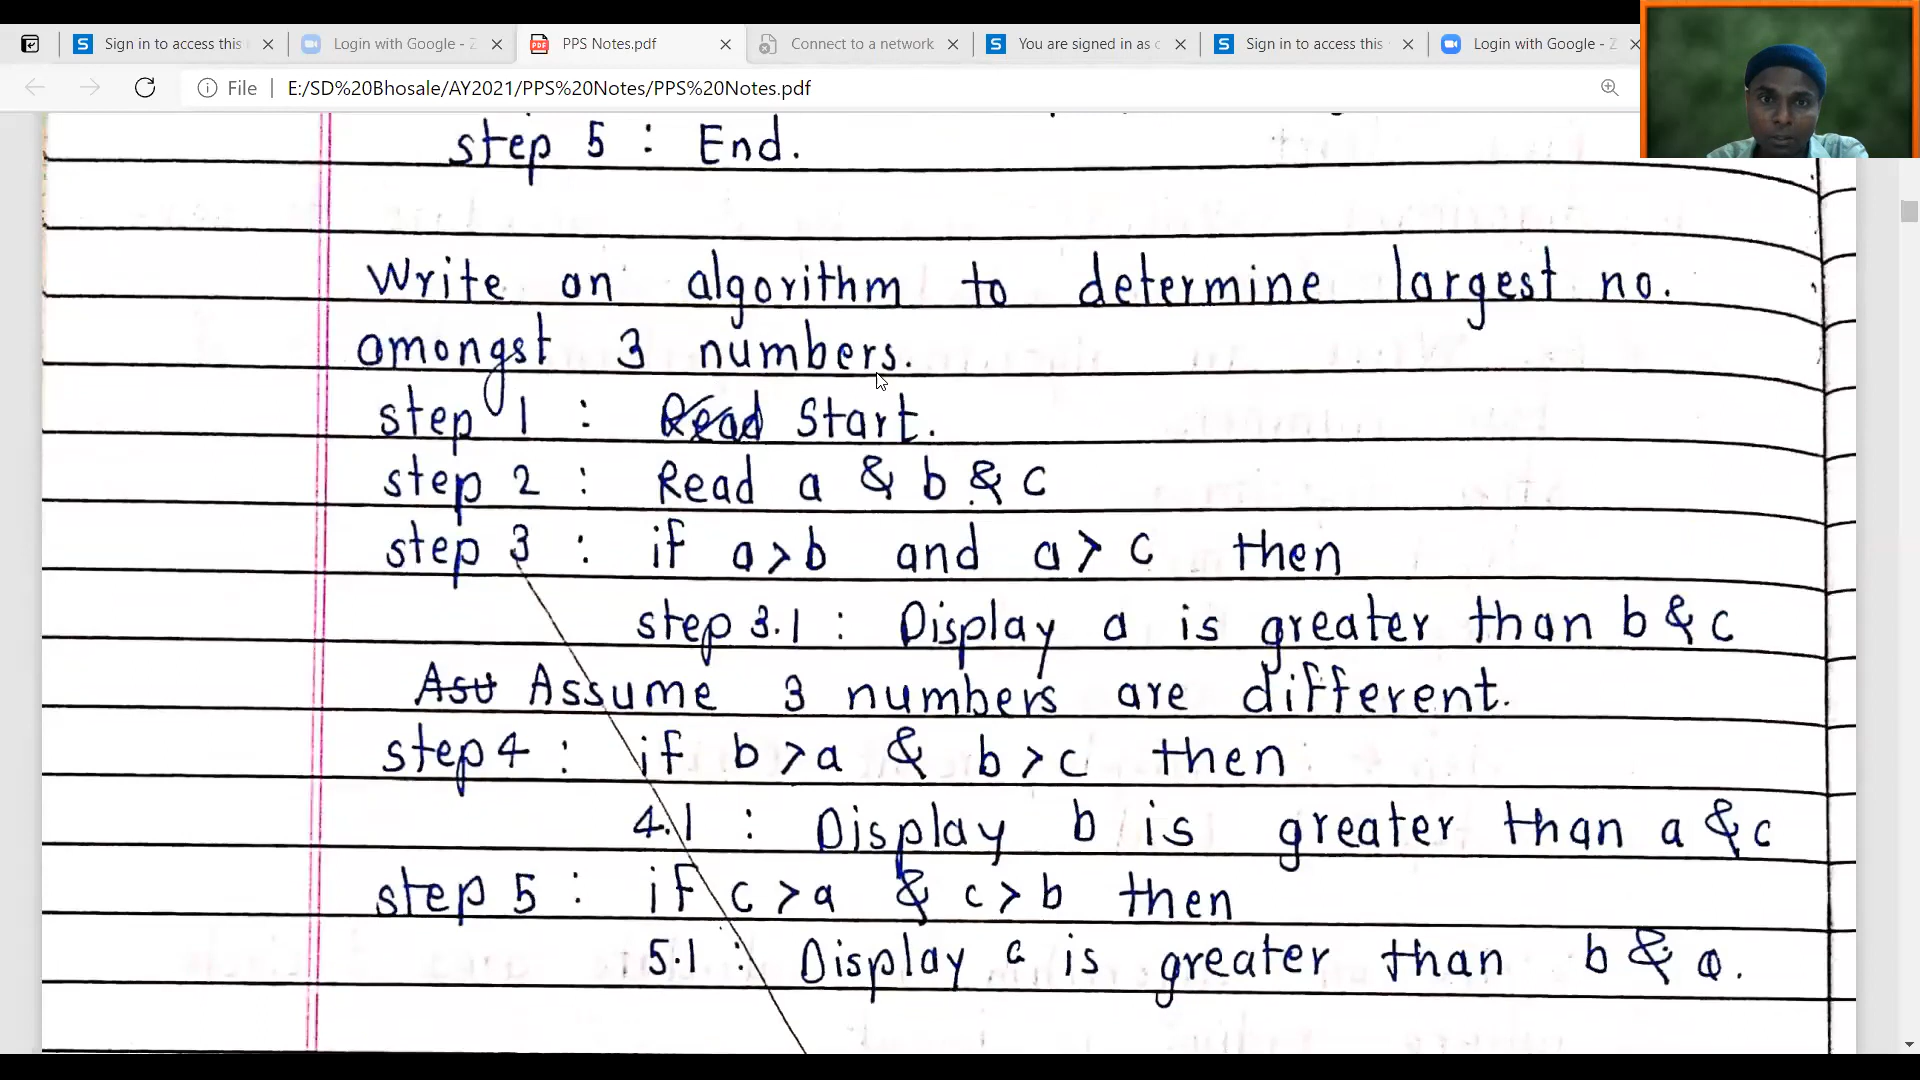 Sign in to access this
Login with Google - Z
PPS Notes.pdf
Connect to a network
You are signed in as c
Sign in to access this
Login with Google - Z
File
E:/SD%20Bhosale/AY2021/PPS%20Notes/PPS%20Notes.pdf
step 5 : End.
Write an algorithm to determine largest no.
amongst 3 numbers.
step 1 : Read Start.
step 2 : Read a & b & c
step 3 : if a>b and a> c then
step 3.1 : Display a is greater than b & c
Asu Assume 3 numbers are different.
step 4 : if b >a & b >c then
4.1 : Display b is greater than a & c
step 5 : if c >a & c> b then
5.1 : Display c is greater than b & a.